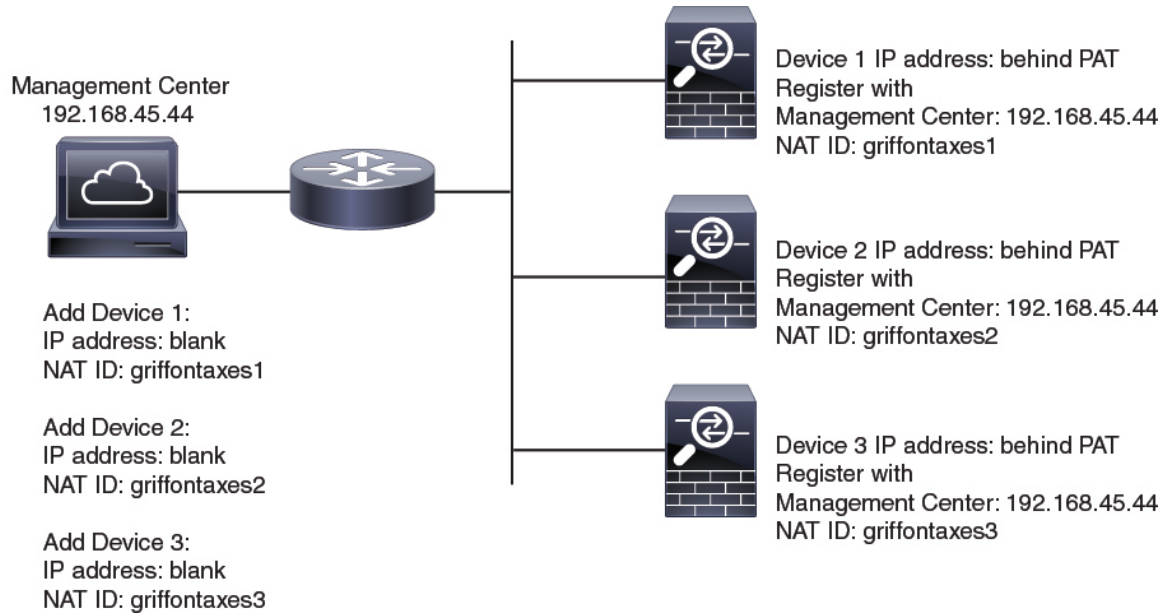 Management Center
192.168.45.44
Add Device 1:
IP address: blank
NAT ID: griffontaxes1
Add Device 2:
IP address: blank
NAT ID: griffontaxes2
Add Device 3:
IP address: blank
NAT ID: griffontaxes3
Device 1 IP address: behind PAT
Register with
Management Center: 192.168.45.44
NAT ID: griffontaxes1
Device 2 IP address: behind PAT
Register with
Management Center: 192.168.45.44
NAT ID: griffontaxes2
Device 3 IP address: behind PAT
Register with
Management Center: 192.168.45.44
NAT ID: griffontaxes3